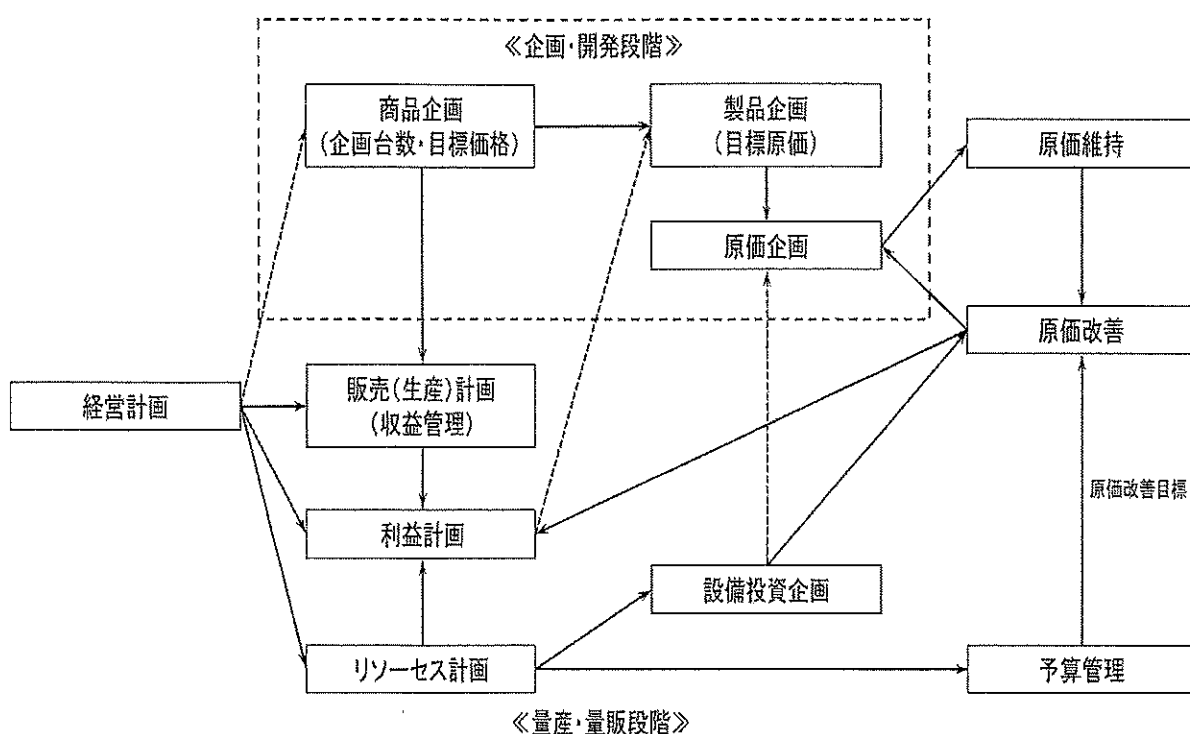 ≪企画・開発段階≫
商品企画
(企画台数・目標価格)
製品企画
(目標原価)
原価維持
原価企画
原価改善
経営計画
販売(生産)計画
(収益管理)
原価改善目標
利益計画
設備投資企画
リソーセス計画
予算管理
≪量産・量販段階≫